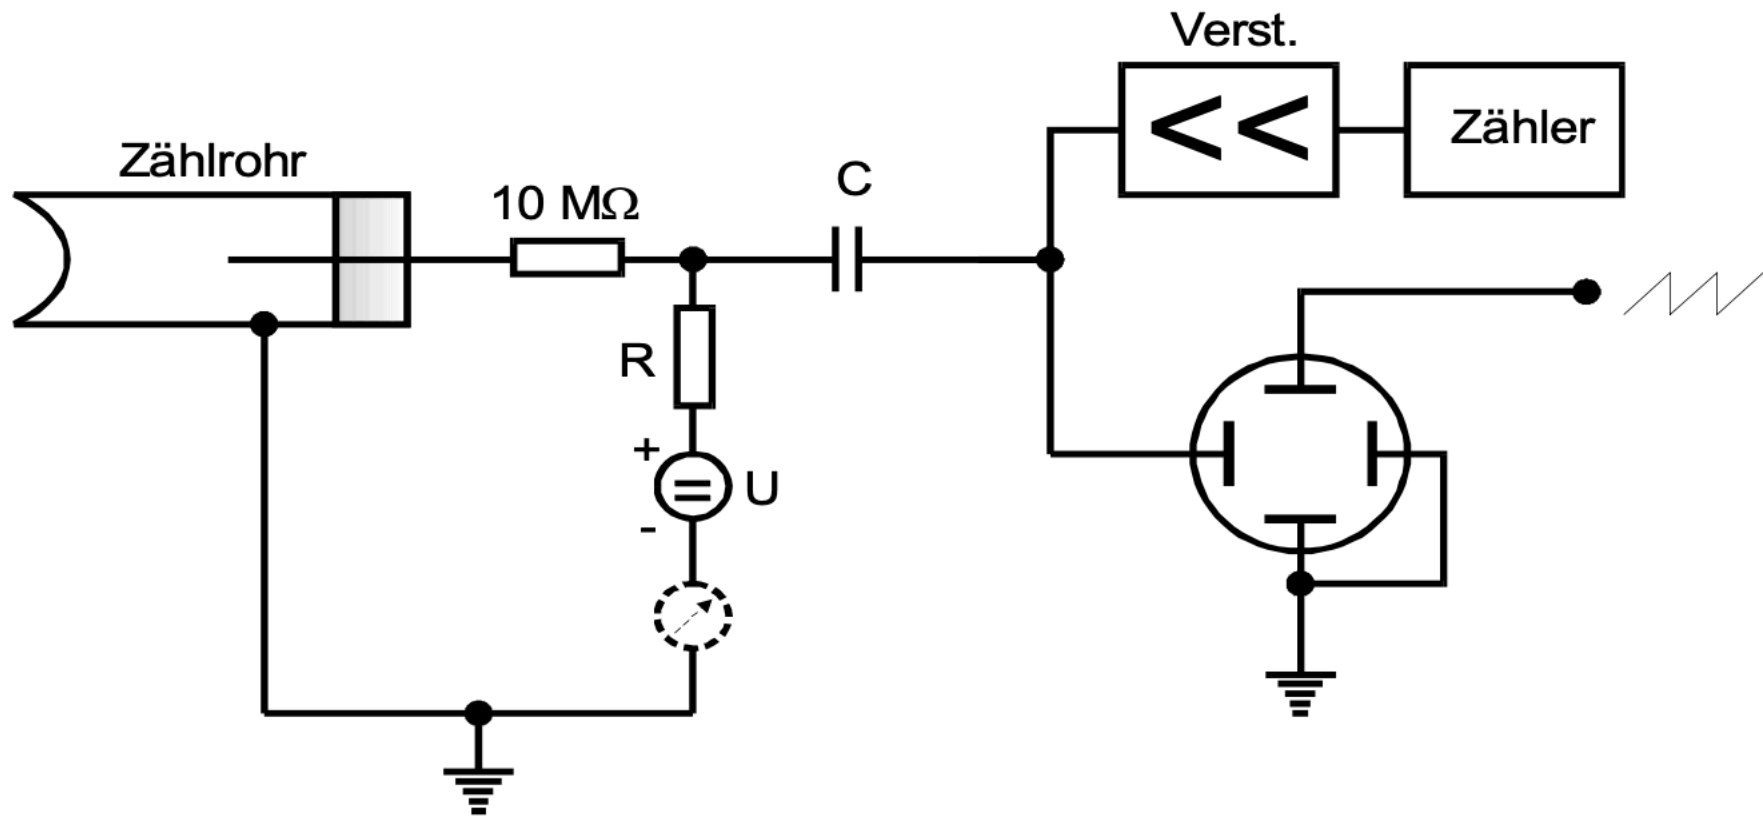 Verst.
Zähler
Zählrohr
10 MΩ
C
R
+
U
-